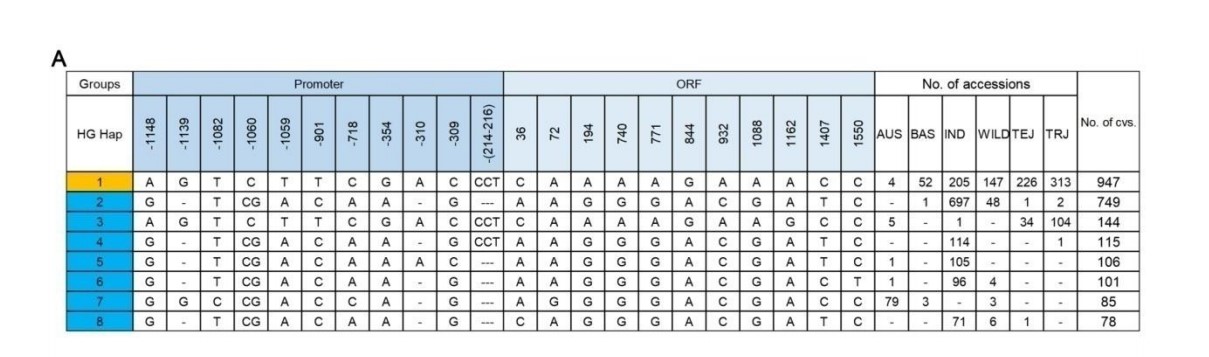 A
Groups Promoter ORF No. of accessions No. of cvs.
HG Hap -1148 -1139 -1082 -1060 -1059 -901 -718 -354 -310 -309 -(214-216) 36 72 194 740 771 844 932 1088 1162 1407 1550 AUS BAS IND WILD TEJ TRJ
1 A G T C T T C G A C CCT C A A A A G A A A C C 4 52 205 147 226 313 947
2 G - T CG A C A A - G --- A A G G G A C G A T C - 1 697 48 1 2 749
3 A G T C T T C G A C CCT C A A A A G A A G C C 5 - 1 - 34 104 144
4 G - T CG A C A A - G CCT A A G G G A C G A T C - - 114 - - 1 115
5 G - T CG A C A A A C --- A A G G G A C G A T C 1 - 105 - - - 106
6 G - T CG A C A A - G --- A A G G G A C G A C T 1 - 96 4 - - 101
7 G G C CG A C C A - G --- A G G G G A C G A C C 79 3 - 3 - - 85
8 G - T CG A C A A - G --- C A G G G A C G A T C - - 71 6 1 - 78